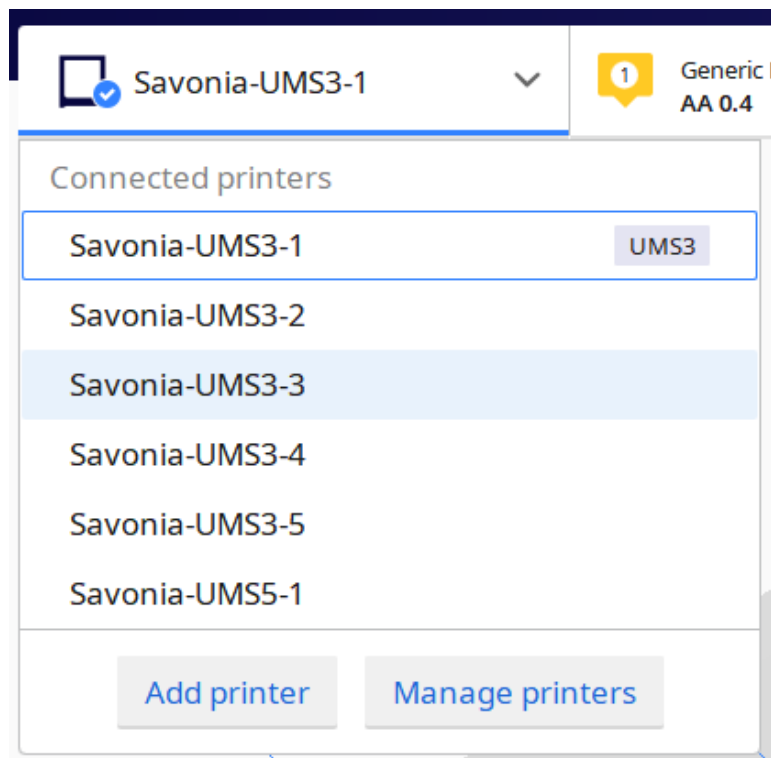 Savonia-UMS3-1
1
Generic
AA 0.4
Connected printers
Savonia-UMS3-1 UMS3
Savonia-UMS3-2
Savonia-UMS3-3
Savonia-UMS3-4
Savonia-UMS3-5
Savonia-UMS5-1
Add printer Manage printers